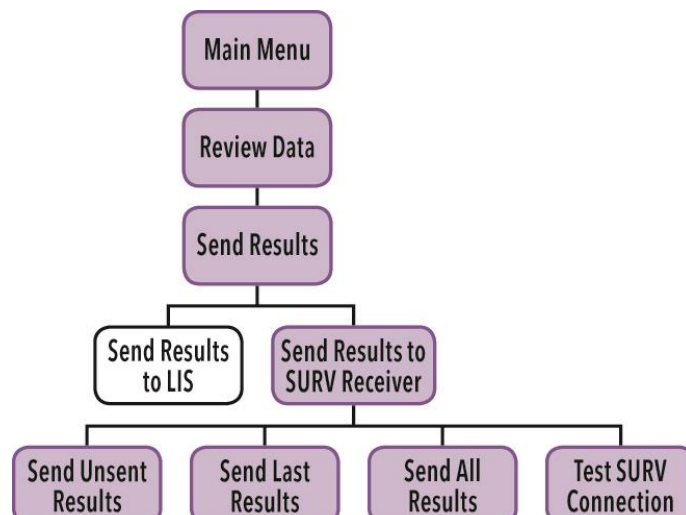 Main Menu
Review Data
Send Results
Send Results
to LIS
Send Results to
SURV Receiver
Send Unsent
Results
Send Last
Results
Send All
Results
Test SURV
Connection